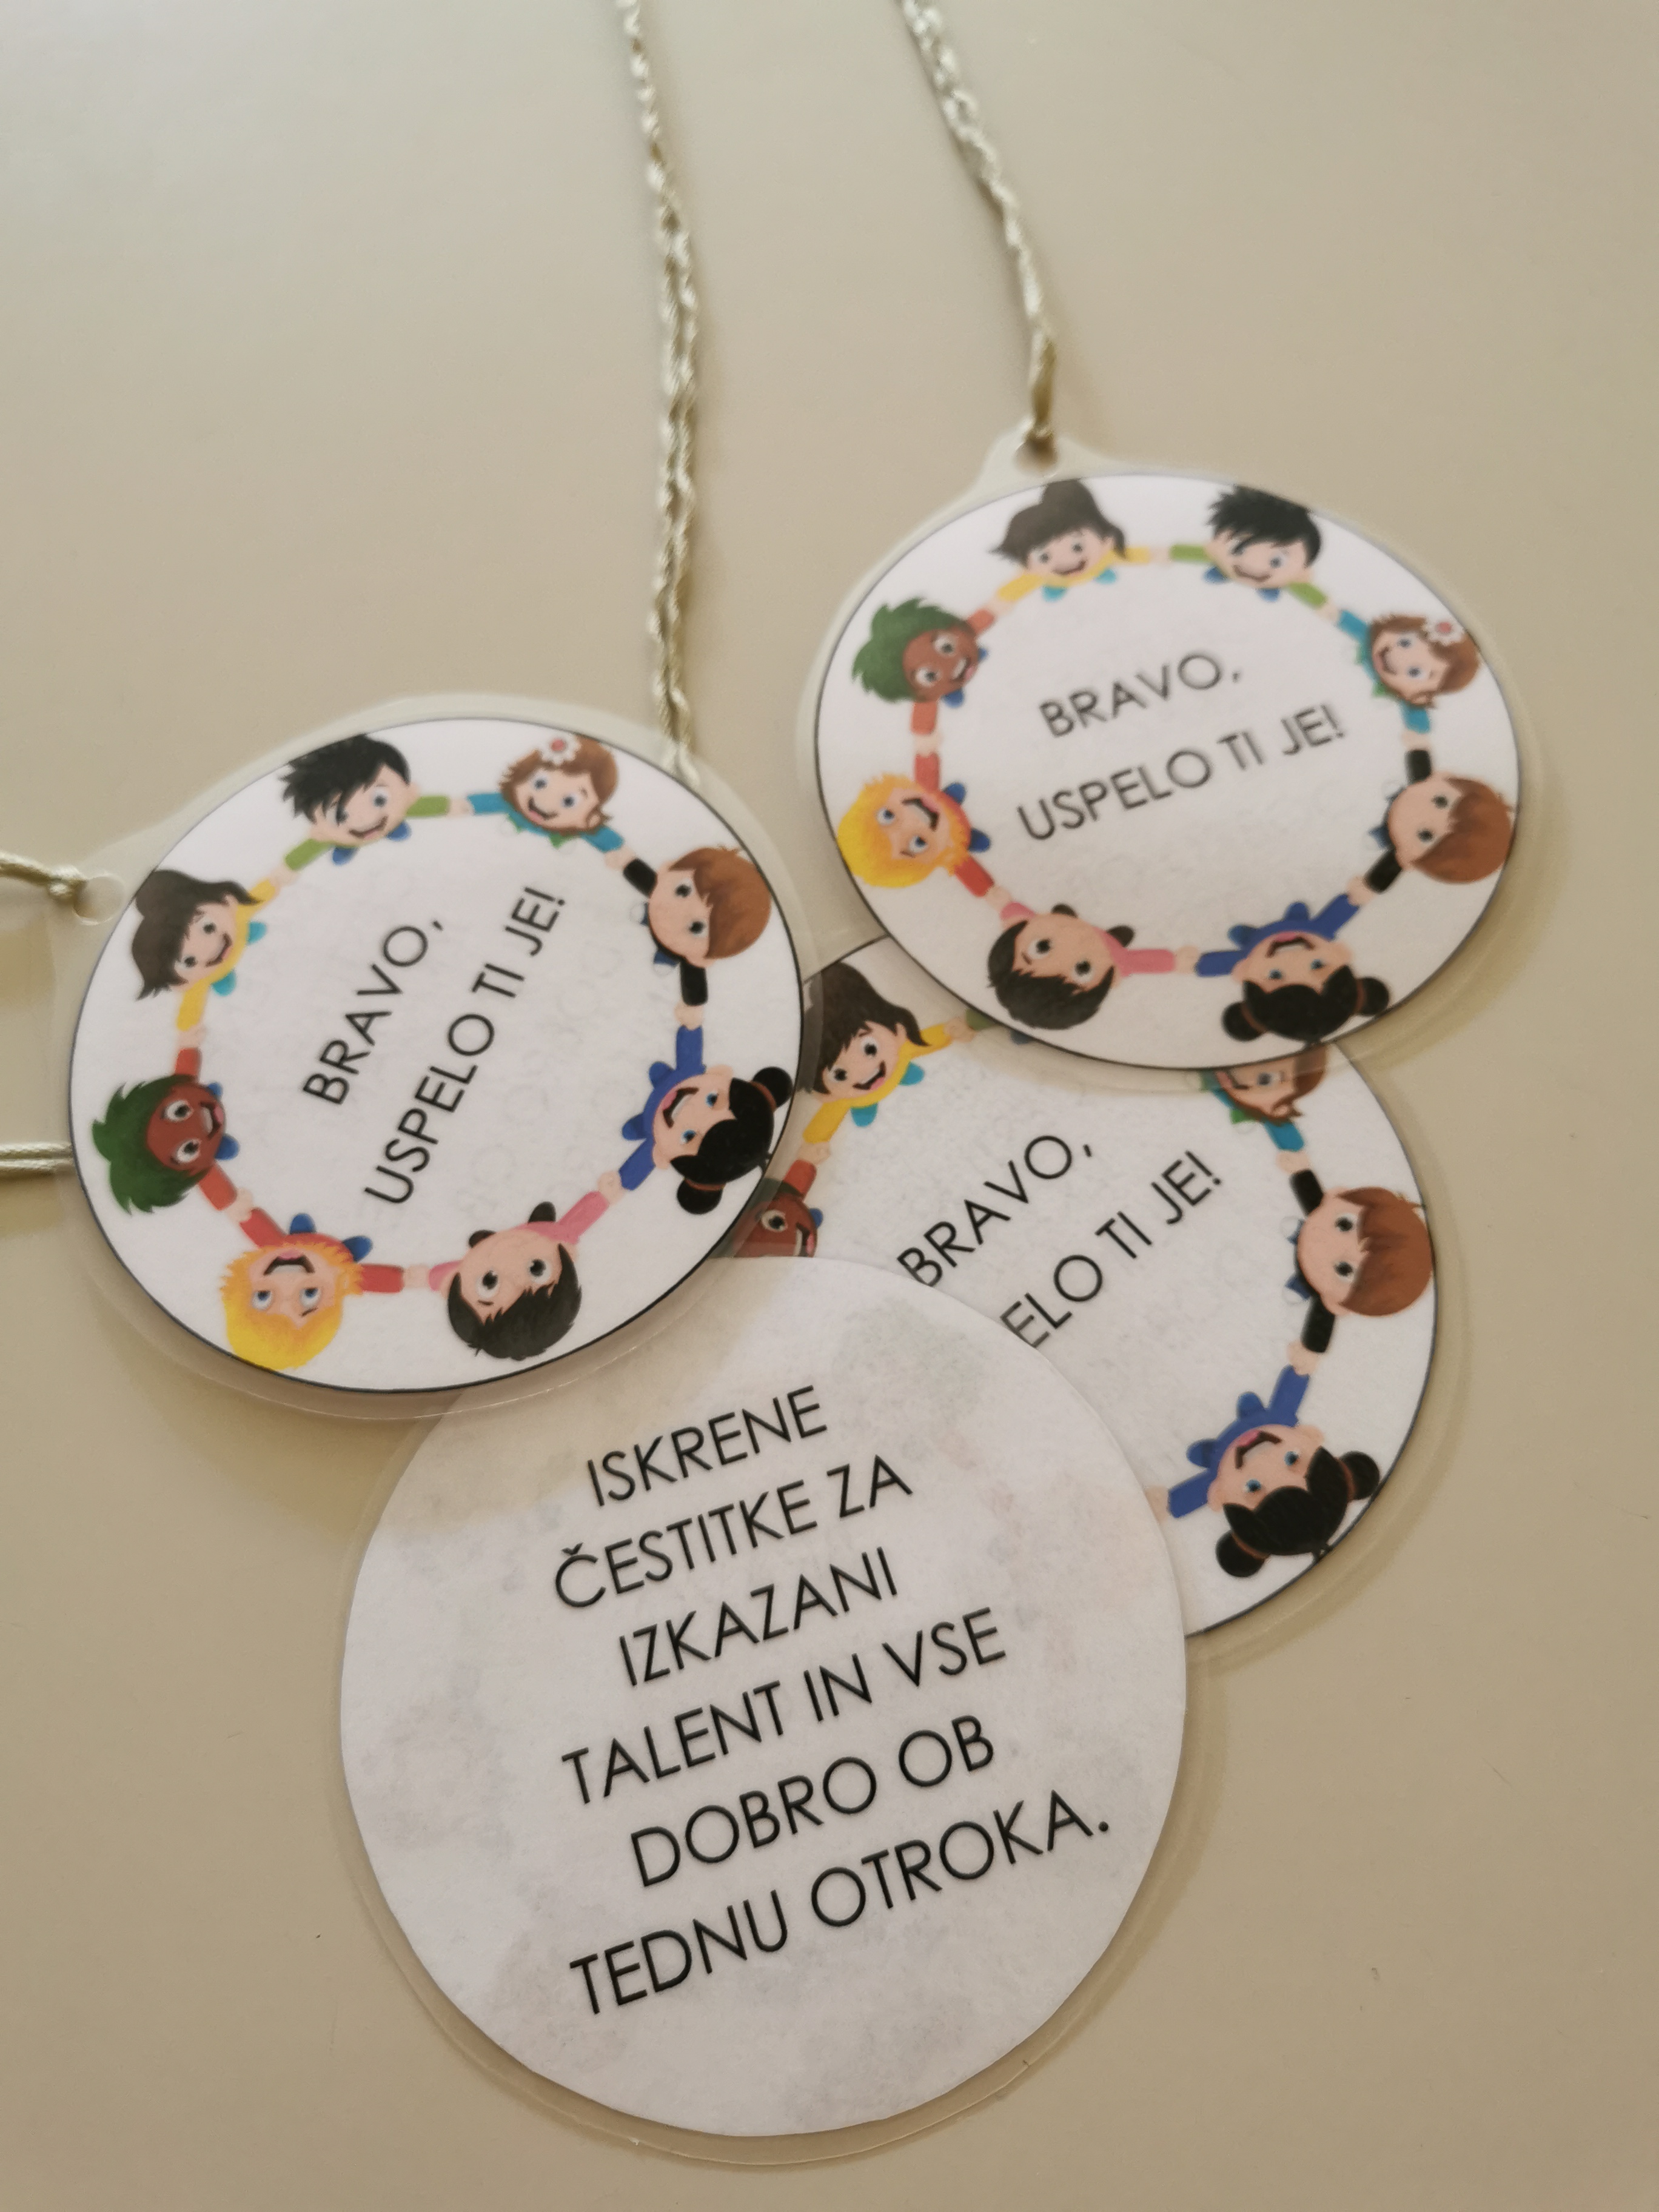 BRAVO,
USPELO TI JE!
BRAVO,
USPELO TI JE!
BRAVO,
ELO TI JE!
ISKRENE
ČESTITKE ZA
IZKAZANI
TALENT IN VSE
DOBRO OB
TEDNU OTROKA.